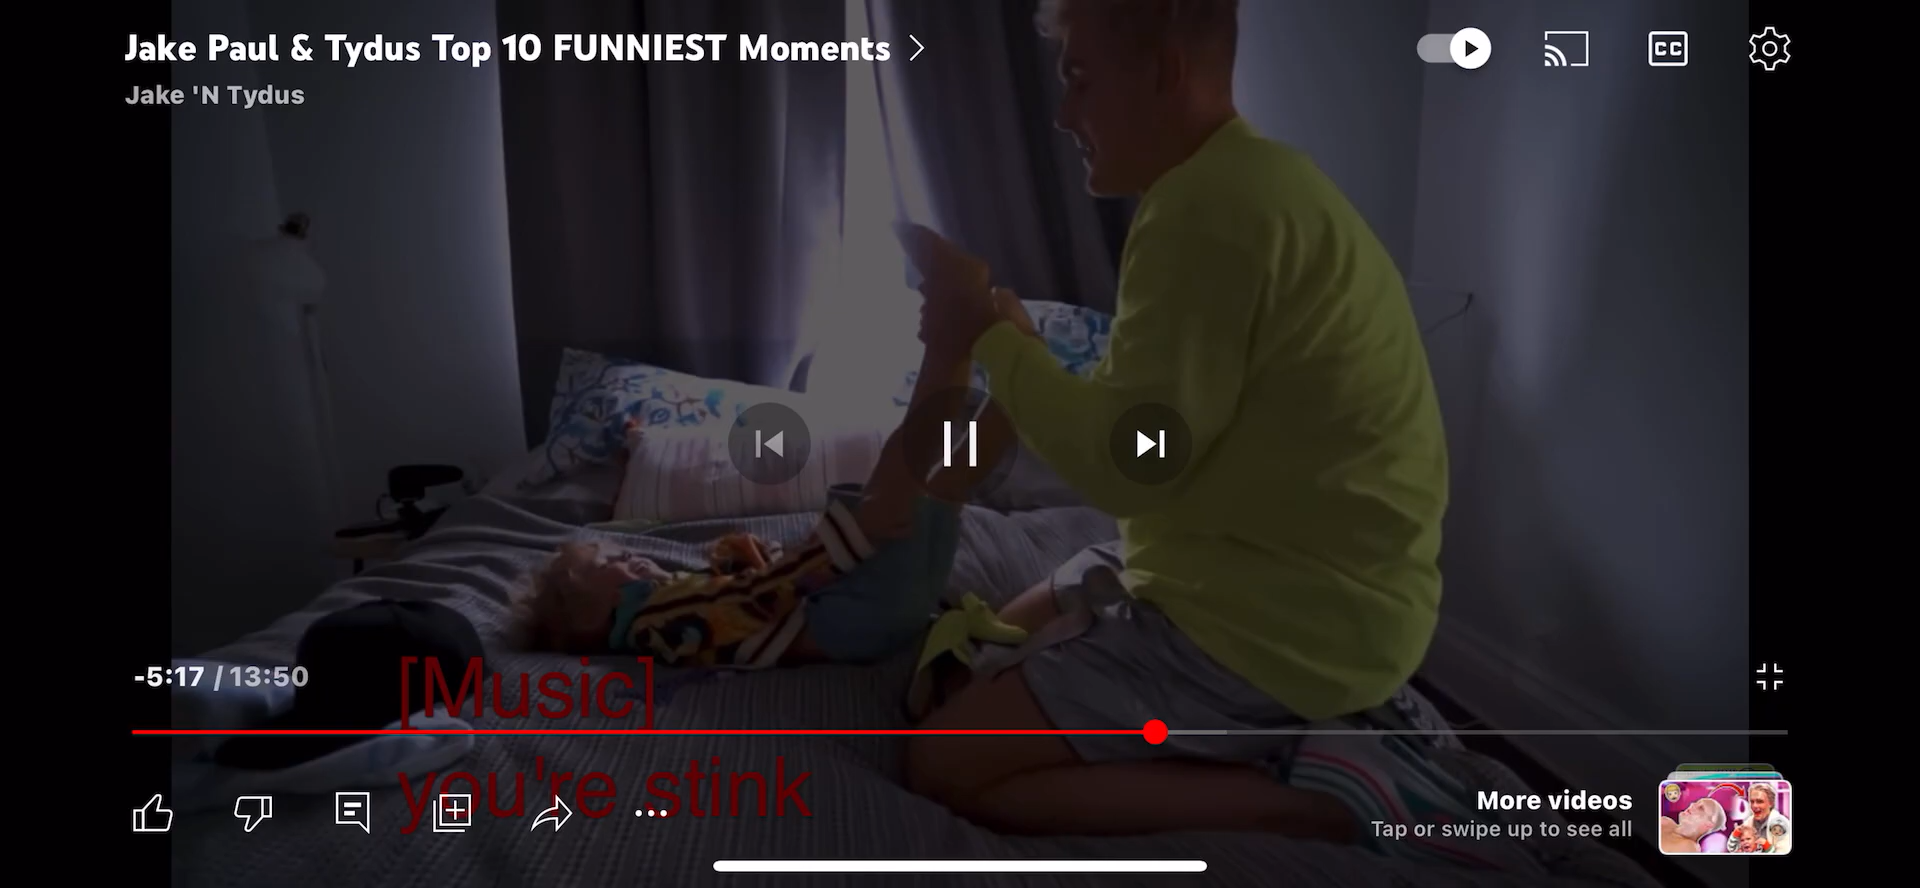 Jake Paul & Tydus Top 10 FUNNIEST Moments
Jake 'N Tydus
CC
-5:17 / 13:50
[Music]
you're stink
More videos
Tap or swipe up to see all